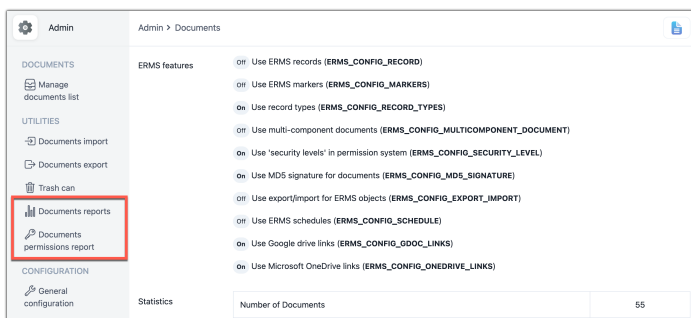 Admin
Admin > Documents
DOCUMENTS
Manage
documents list
UTILITIES
Documents import
Documents export
Trash can
Documents reports
Documents
permissions report
CONFIGURATION
General
configuration
ERMS features
Off Use ERMS records (ERMS_CONFIG_RECORD)
Off Use ERMS markers (ERMS_CONFIG_MARKERS)
On Use record types (ERMS_CONFIG_RECORD_TYPES)
Off Use multi-component documents (ERMS_CONFIG_MULTICOMPONENT_DOCUMENT)
On Use 'security levels' in permission system (ERMS_CONFIG_SECURITY_LEVEL)
On Use MD5 signature for documents (ERMS_CONFIG_MD5_SIGNATURE)
Off Use export/import for ERMS objects (ERMS_CONFIG_EXPORT_IMPORT)
Off Use ERMS schedules (ERMS_CONFIG_SCHEDULE)
On Use Google drive links (ERMS_CONFIG_GDOC_LINKS)
On Use Microsoft OneDrive links (ERMS_CONFIG_ONEDRIVE_LINKS)
Statistics
Number of Documents 55